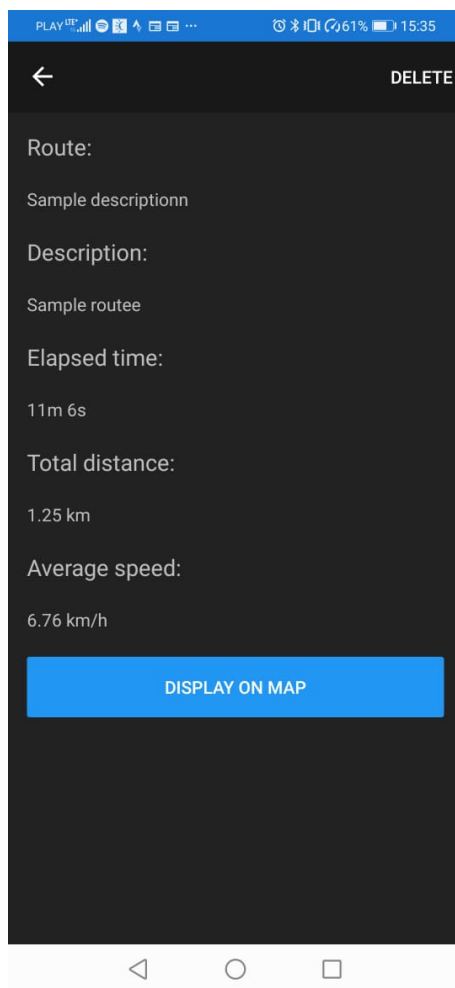 PLAY LTE 61% 15:35
DELETE
Route:
Sample descriptionn
Description:
Sample routee
Elapsed time:
11m 6s
Total distance:
1.25 km
Average speed:
6.76 km/h
DISPLAY ON MAP